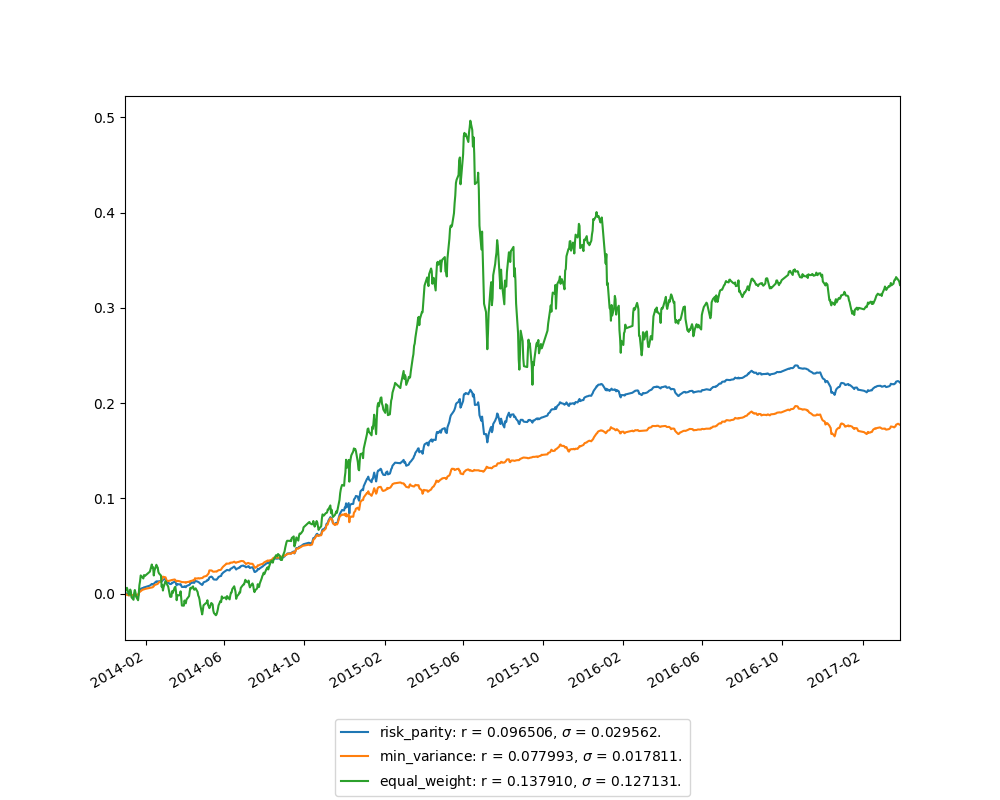 0.5
0.4
0.3
0.2
0.1
0.0
2014-02 2014-06 2014-10 2015-02 2015-06 2015-10 2016-02 2016-06 2016-10 2017-02
risk_parity: r = 0.096506, σ = 0.029562.
min_variance: r = 0.077993, σ = 0.017811.
equal_weight: r = 0.137910, σ = 0.127131.